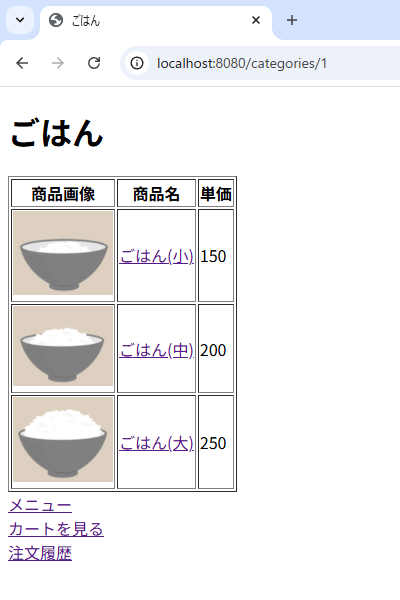 ごはん
localhost:8080/categories/1
ごはん
商品画像 商品名 単価
ごはん(小) 150
ごはん(中) 200
ごはん(大) 250
メニュー
カートを見る
注文履歴